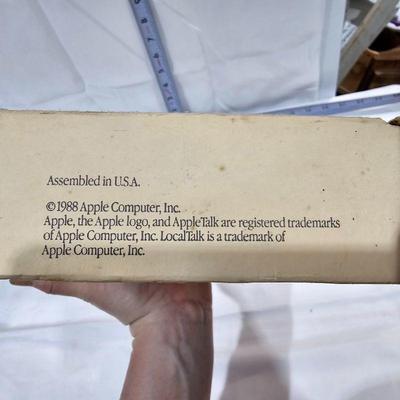 Assembled in U.S.A.
©1988 Apple Computer, Inc.
Apple, the Apple logo, and AppleTalk are registered trademarks
of Apple Computer, Inc. LocalTalk is a trademark of
Apple Computer, Inc.